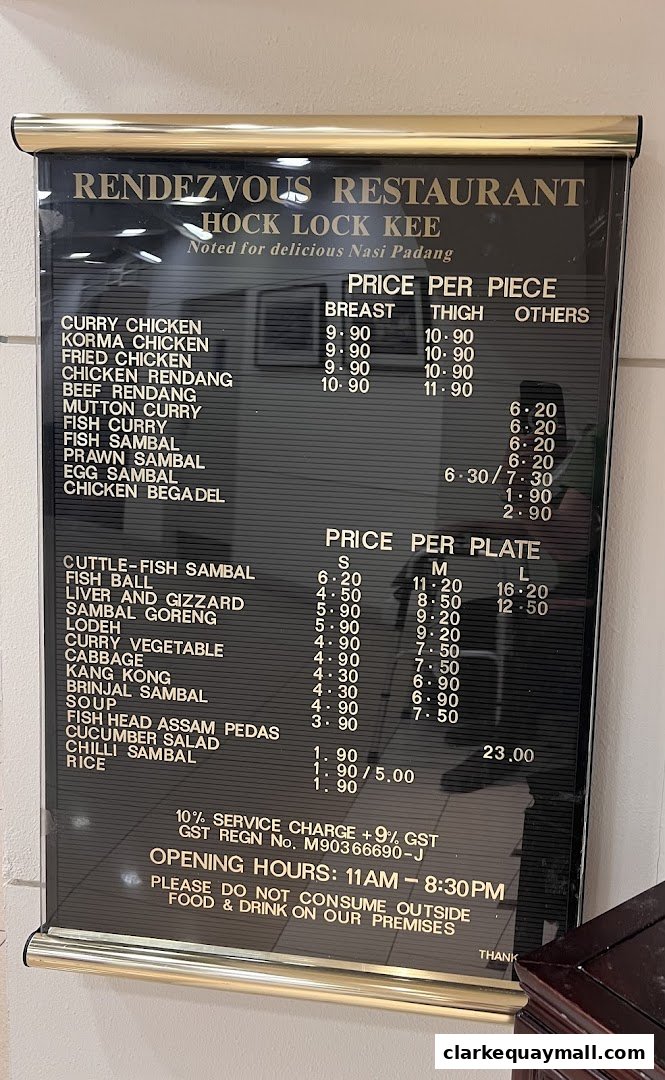 RENDEZVOUS RESTAURANT
HOCK LOCK KEE
Noted for delicious Nasi Padang
PRICE PER PIECE
BREAST THIGH OTHERS
CURRY CHICKEN 9.90 10.90
KORMA CHICKEN 9.90 10.90
FRIED CHICKEN 9.90 10.90
CHICKEN RENDANG 10.90 11.90
BEEF RENDANG 6.20
MUTTON CURRY 6.20
FISH CURRY 6.20
FISH SAMBAL 6.20
PRAWN SAMBAL 6.30/7.30
EGG SAMBAL 1.90
CHICKEN BEGADEL 2.90
PRICE PER PLATE
S M L
CUTTLE-FISH SAMBAL 6.20 11.20 16.20
FISH BALL 4.50 8.50 12.50
LIVER AND GIZZARD 5.90 9.20
SAMBAL GORENG 5.90 9.20
LODEH 4.90 7.50
CURRY VEGETABLE 4.90 7.50
CABBAGE 4.30 6.90
KANG KONG 4.30 6.90
BRINJAL SAMBAL 4.90 7.50
SOUP 3.90
FISH HEAD ASSAM PEDAS 23.00
CUCUMBER SALAD 1.90
CHILLI SAMBAL 1.90/5.00
RICE 1.90
10% SERVICE CHARGE +9% GST
GST REGN No. M90366690-J
OPENING HOURS: 11AM – 8:30PM
PLEASE DO NOT CONSUME OUTSIDE
FOOD & DRINK ON OUR PREMISES
THANK
clarkequaymall.com